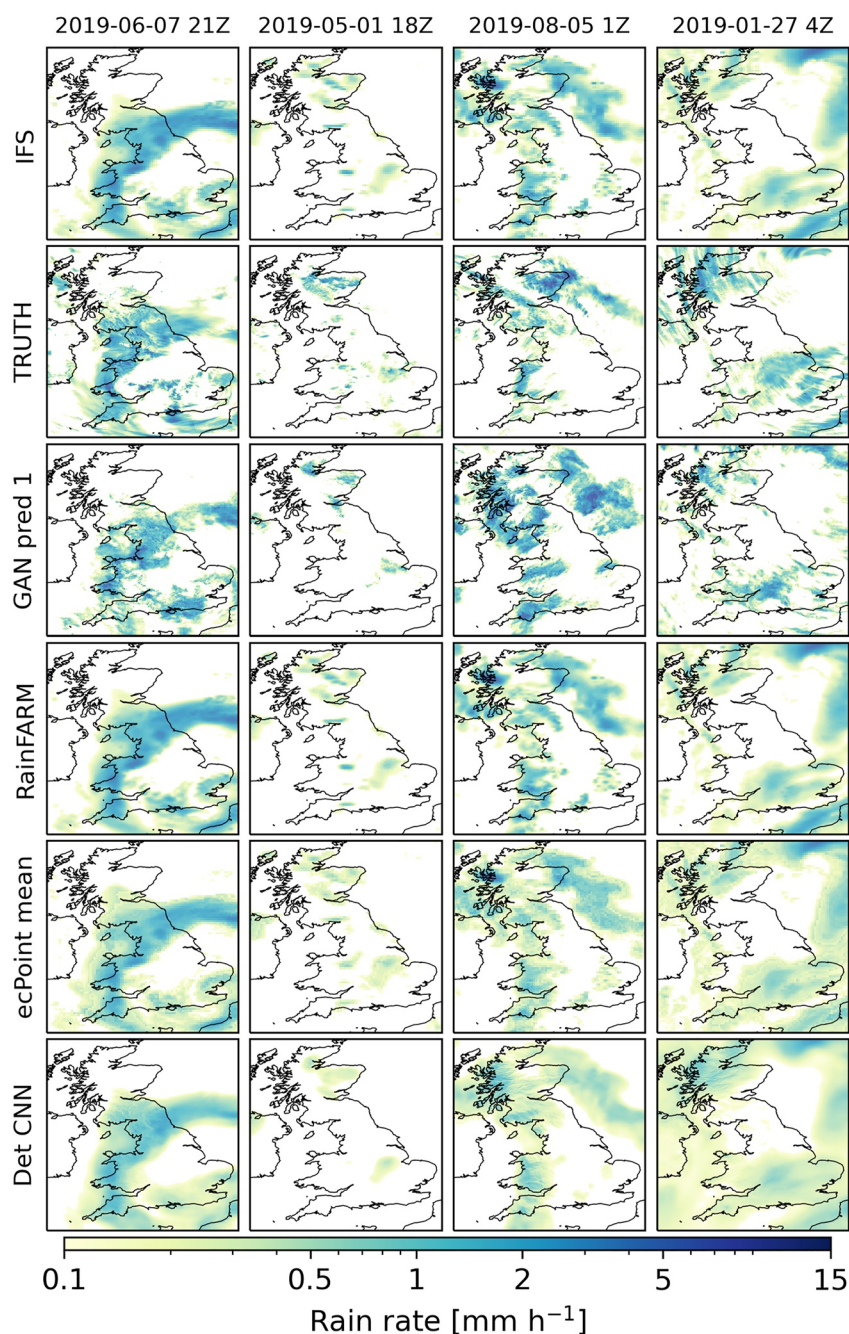 2019-06-07 21Z 2019-05-01 18Z 2019-08-05 1Z 2019-01-27 4Z
IFS
TRUTH
GAN pred 1
RainFARM
ecPoint mean
Det CNN
0.1 0.5 1 2 5 15
Rain rate [mm h⁻¹]